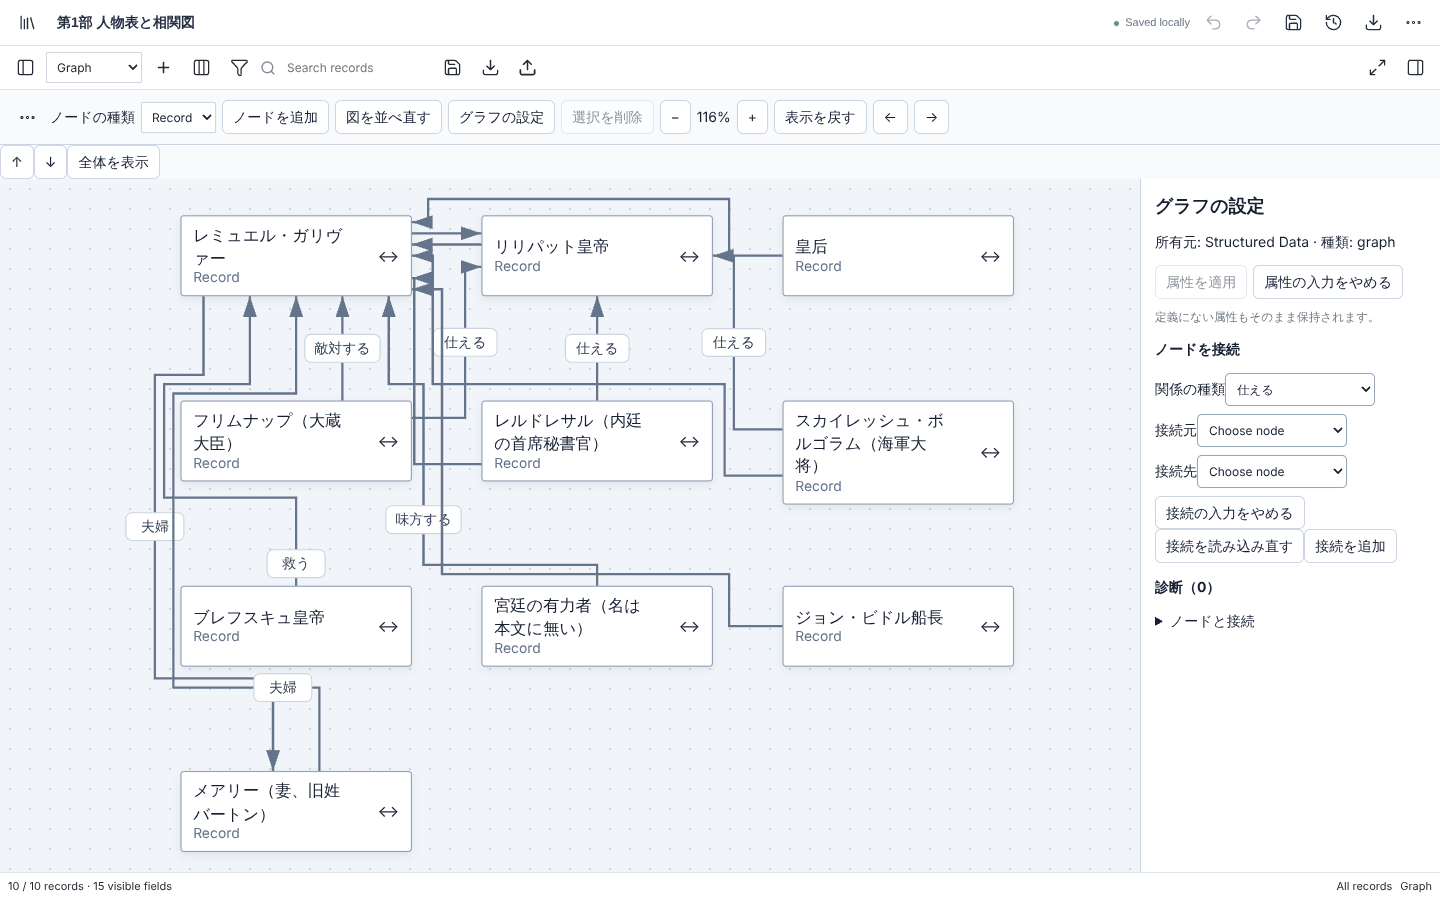 第1部 人物表と相関図
Saved locally
Graph
Search records
ノードの種類
Record
ノードを追加
図を並べ直す
グラフの設定
選択を削除
−
116%
+
表示を戻す
←
→
↑
↓
全体を表示
レミュエル・ガリヴ
ァー
Record
リリパット皇帝
Record
皇后
Record
敵対する
仕える
仕える
仕える
フリムナップ（大蔵
大臣）
Record
レルドレサル（内廷
の首席秘書官）
Record
スカイレッシュ・ボ
ルゴラム（海軍大
将）
Record
夫婦
味方する
救う
ブレフスキュ皇帝
Record
宮廷の有力者（名は
本文に無い）
Record
ジョン・ビドル船長
Record
夫婦
メアリー（妻、旧姓
バートン）
Record
グラフの設定
所有元: Structured Data · 種類: graph
属性を適用
属性の入力をやめる
定義にない属性もそのまま保持されます。
ノードを接続
関係の種類
仕える
接続元
Choose node
接続先
Choose node
接続の入力をやめる
接続を読み込み直す
接続を追加
診断（0）
ノードと接続
10 / 10 records · 15 visible fields
All records
Graph